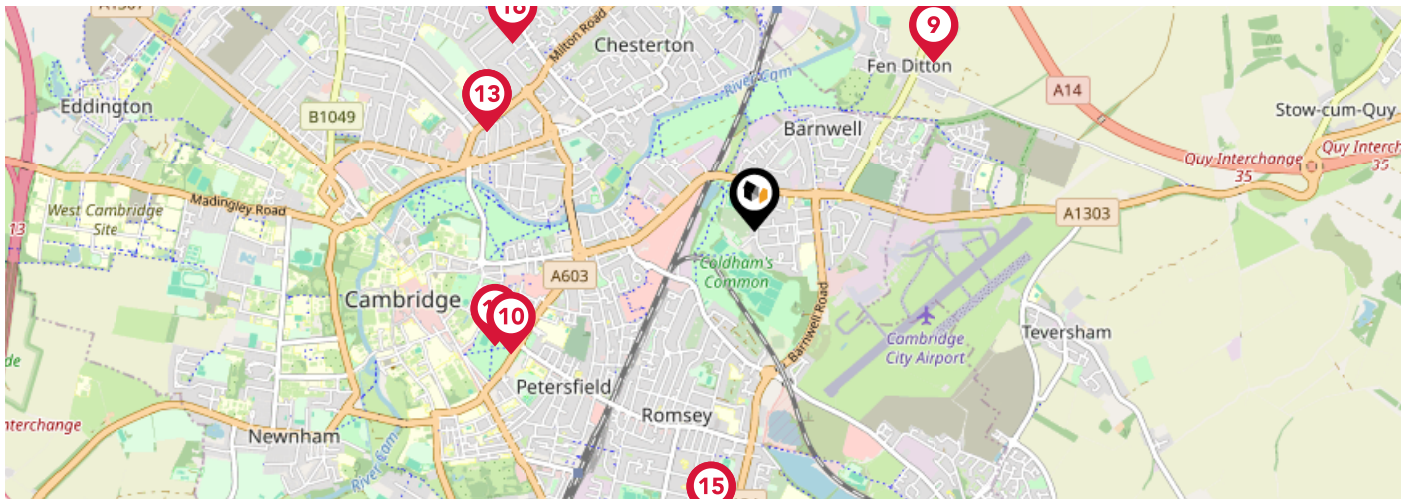 9
Milton Road
Chesterton
River Cam
Fen Ditton
A14
Eddington
13
B1049
Barnwell
Stow-cum-Quy
Quy Interchange
35
Quy Interch
35
Madingley Road
West Cambridge
Site
13
A1303
Coldham's
Common
A603
Cambridge
10
Barnwell Road
Cambridge
City Airport
Teversham
Petersfield
Romsey
Newnham
nterchange
de
River Cam
15